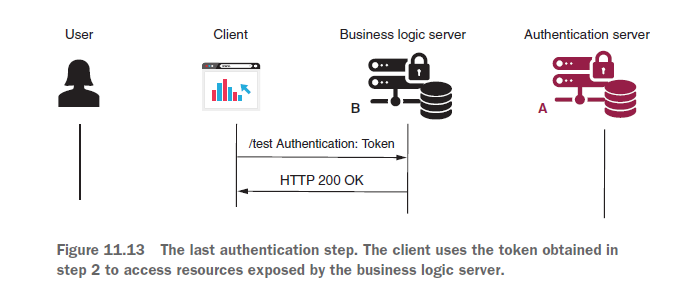 User
Client
Business logic server
Authentication server
B
A
/test Authentication: Token
HTTP 200 OK
Figure 11.13 The last authentication step. The client uses the token obtained in
step 2 to access resources exposed by the business logic server.